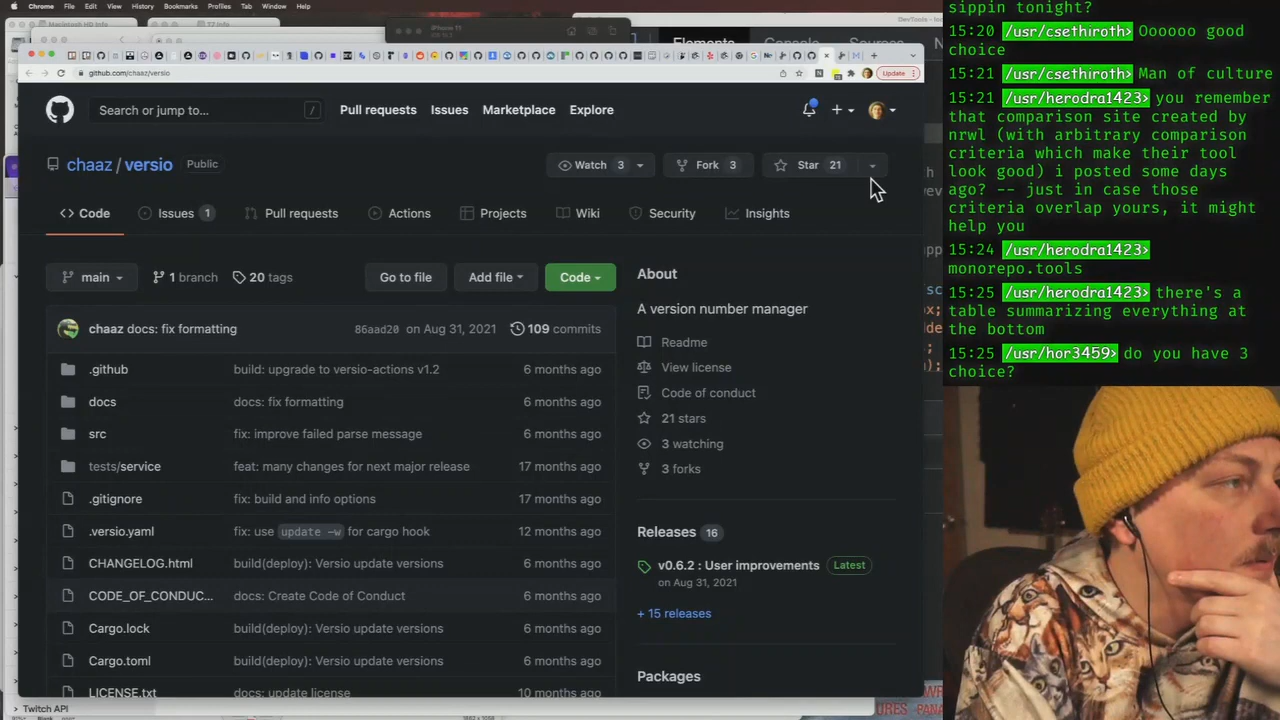 Chrome File Edit View History Bookmarks Profiles Tab Window Help
Macintosh HD Info
77 Info
iPhone 11
DevTools - loc
Elements Console Sources
github.com/chaaz/versio
Update
Search or jump to... /
Pull requests Issues Marketplace Explore
chaaz / versio Public
Watch 3 Fork 3 Star 21
Code Issues 1 Pull requests Actions Projects Wiki Security Insights
main 1 branch 20 tags Go to file Add file Code
chaaz docs: fix formatting 86aad20 on Aug 31, 2021 109 commits
.github build: upgrade to versio-actions v1.2 6 months ago
docs docs: fix formatting 6 months ago
src fix: improve failed parse message 6 months ago
tests/service feat: many changes for next major release 17 months ago
.gitignore fix: build and info options 17 months ago
.versio.yaml fix: use update -w for cargo hook 12 months ago
CHANGELOG.html build(deploy): Versio update versions 6 months ago
CODE_OF_CONDUC... docs: Create Code of Conduct 6 months ago
Cargo.lock build(deploy): Versio update versions 6 months ago
Cargo.toml build(deploy): Versio update versions 6 months ago
LICENSE.txt docs: update license 10 months ago
About
A version number manager
Readme
View license
Code of conduct
21 stars
3 watching
3 forks
Releases 16
v0.6.2 : User improvements Latest
on Aug 31, 2021
+ 15 releases
Packages
Twitch API
sippin tonight?
15:20 /usr/csethiroth> Oooooo good
choice
15:21 /usr/csethiroth> Man of culture
15:21 /usr/herodra1423> you remember
that comparison site created by
nrwl (with arbitrary comparison
criteria which make their tool
look good) i posted some days
ago? -- just in case those
criteria overlap yours, it might
help you
15:24 /usr/herodra1423>
monorepo.tools
15:25 /usr/herodra1423> there's a
table summarizing everything at
the bottom
15:25 /usr/hor3459> do you have 3
choice?